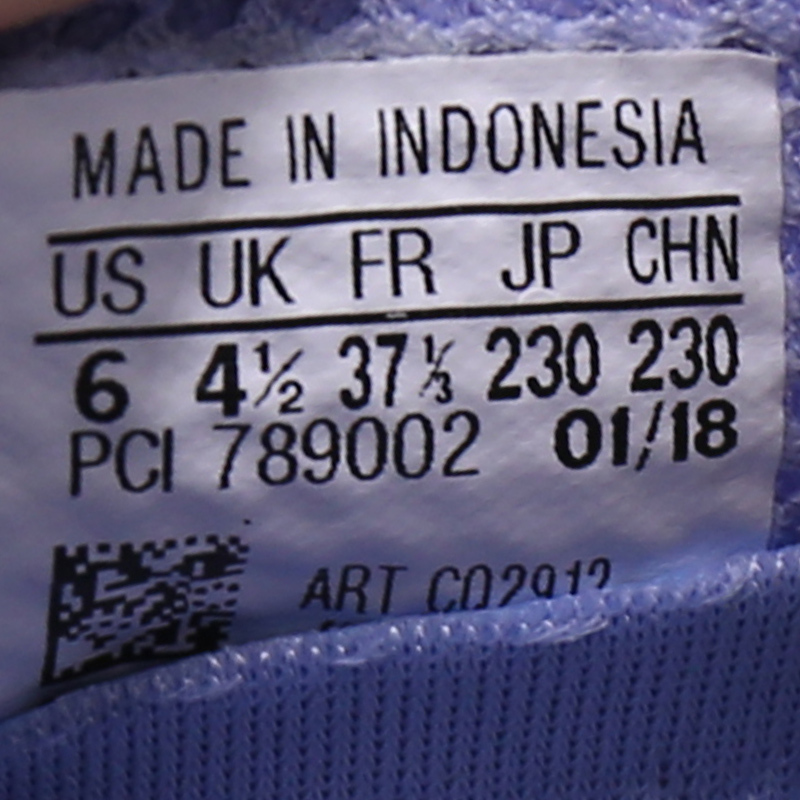 MADE IN INDONESIA
US UK FR JP CHN
6 4½ 37⅓ 230 230
PCI 789002 01/18
ART